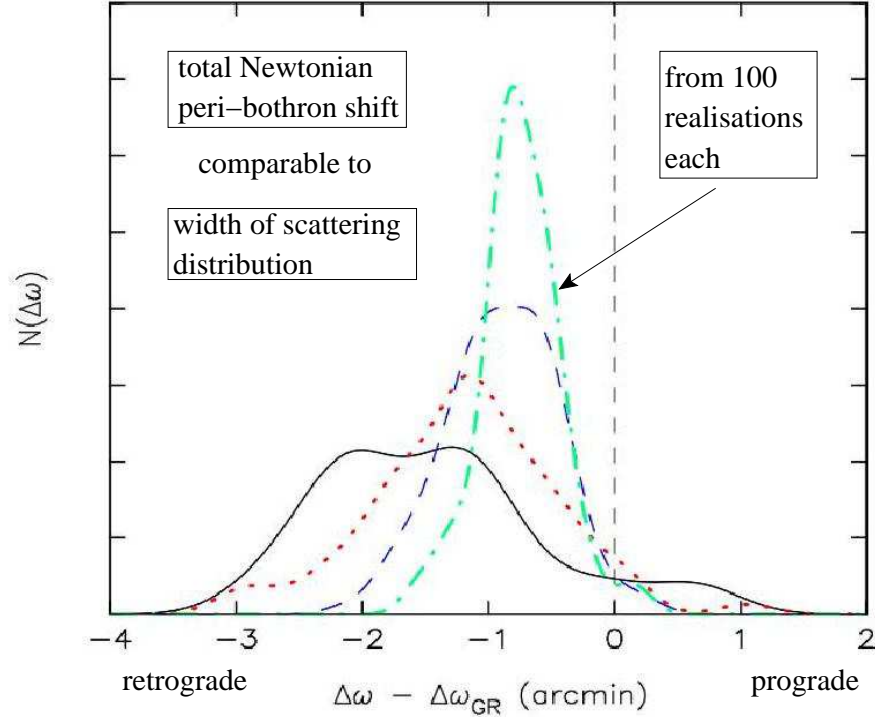 total Newtonian
peri−bothron shift
comparable to
width of scattering
distribution
from 100
realisations
each
N(Δω)
−4 −3 −2 −1 0 1 2
retrograde
prograde
Δω − Δω_GR (arcmin)